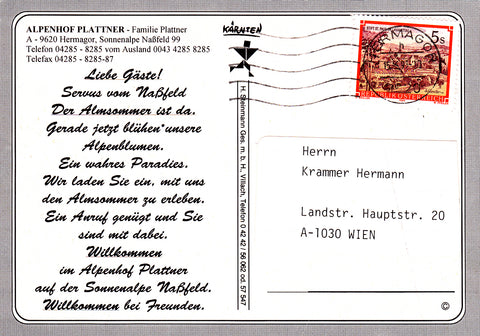 ALPENHOF PLATTNER - Familie Plattner
A - 9620 Hermagor, Sonnenalpe Naßfeld 99
Telefon 04285 - 8285 vom Ausland 0043 4285 8285
Telefax 04285 - 8285-87
Liebe Gäste!
Servus vom Naßfeld
Der Almsommer ist da.
Gerade jetzt blühen unsere
Alpenblumen.
Ein wahres Paradies.
Wir laden Sie ein, mit uns
den Almsommer zu erleben.
Ein Anruf genügt und Sie
sind mit dabei.
Willkommen
im Alpenhof Plattner
auf der Sonnenalpe Naßfeld.
Willkommen bei Freunden.
KÄRNTEN
H. Steinmann Ges. m. b. H., Villach, Telefon 0 42 42 / 56 062 od. 57 547
HERMAGOR
5s
REPUBLIK ÖSTERREICH
Herrn
Krammer Hermann
Landstr. Hauptstr. 20
A-1030 WIEN
©